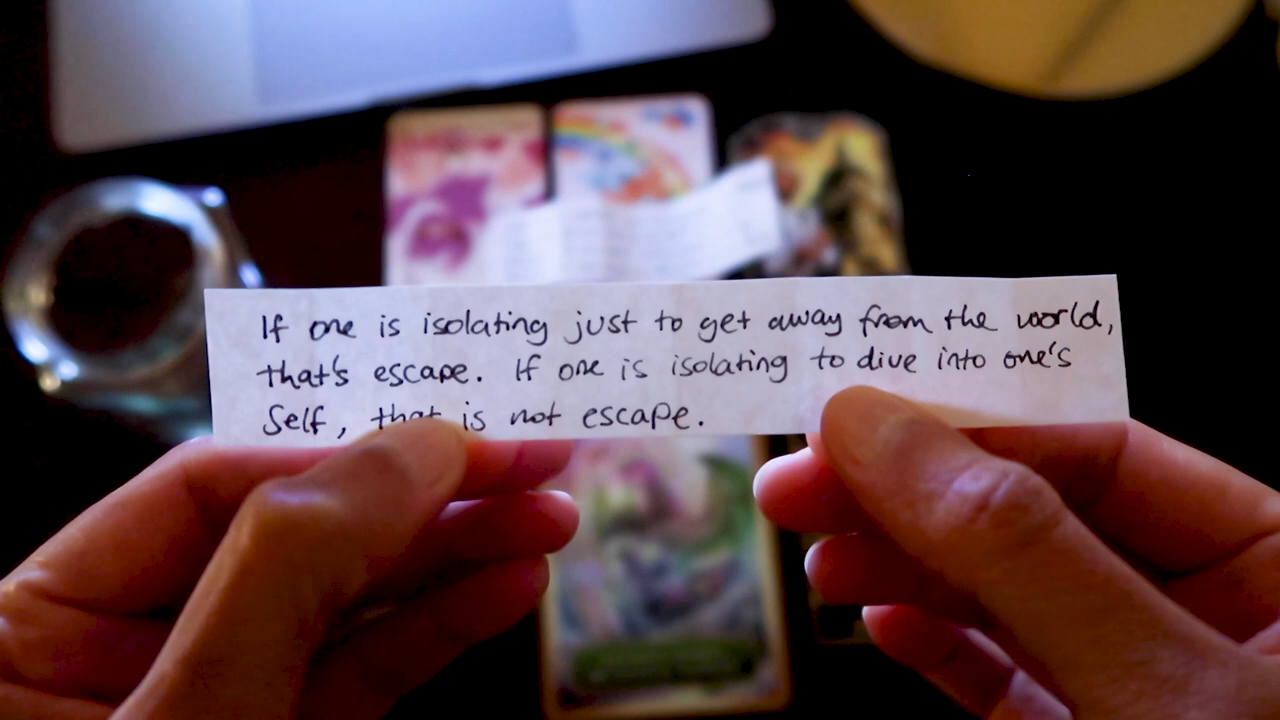 If one is isolating just to get away from the world,
that's escape. If one is isolating to dive into one's
Self, that is not escape.